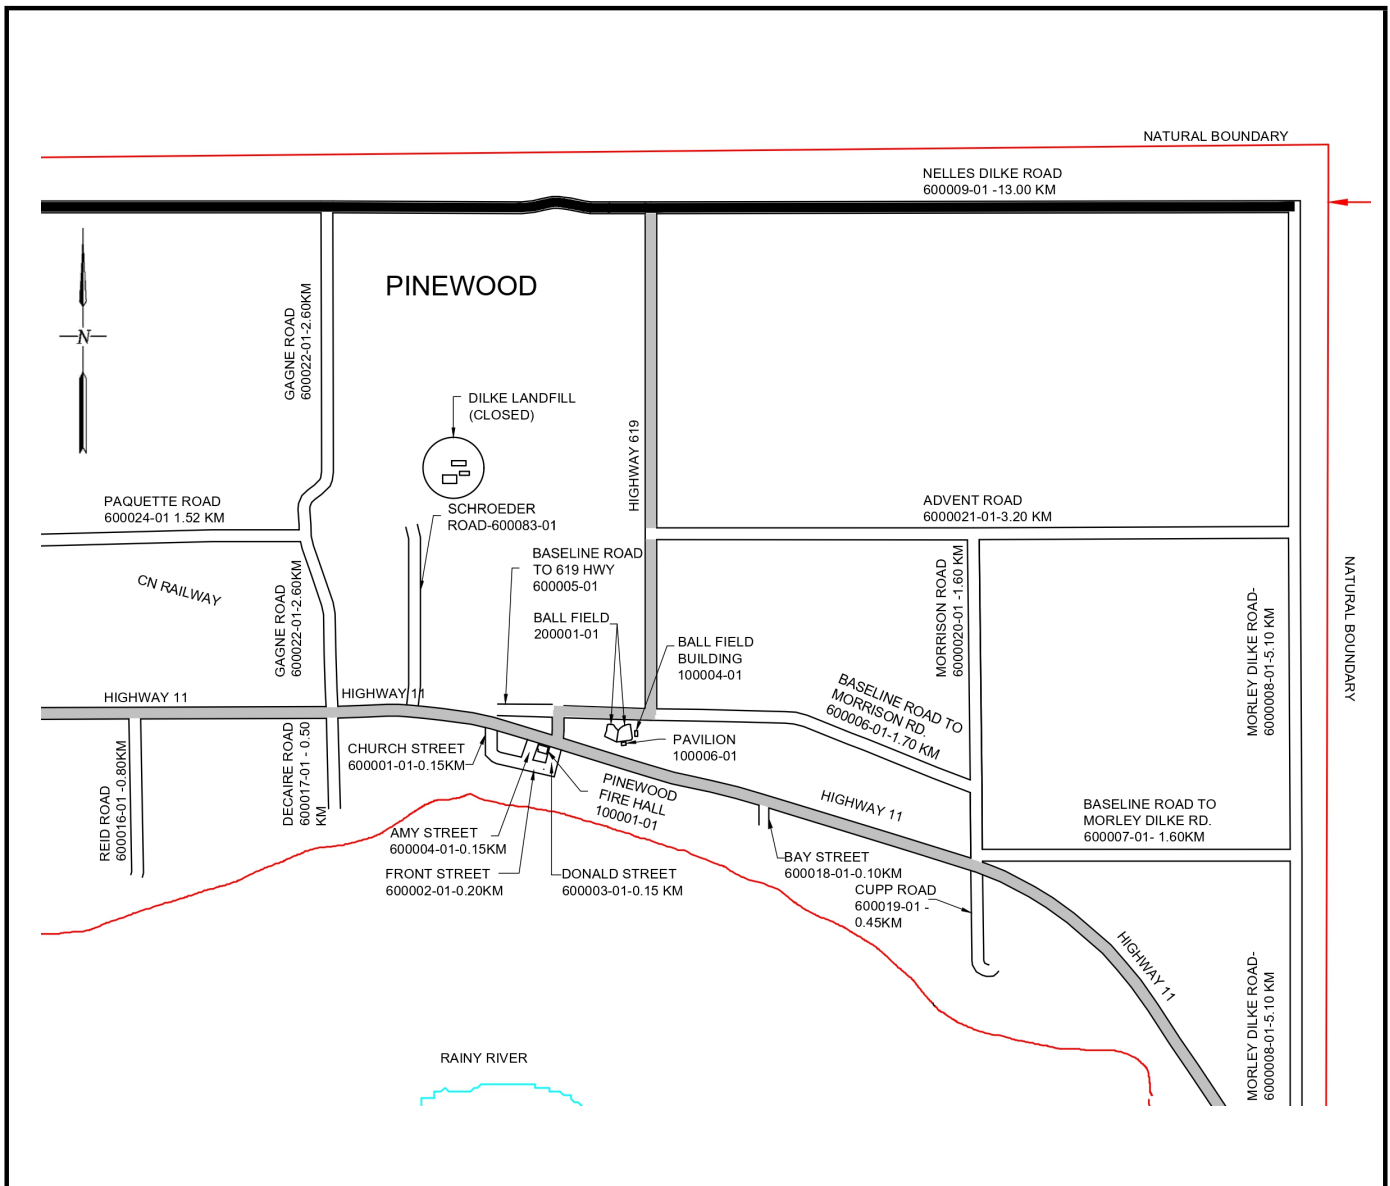 NATURAL BOUNDARY
NELLES DILKE ROAD
600009-01 -13.00 KM
PINEWOOD
N
GAGNE ROAD
600022-01-2.60KM
DILKE LANDFILL
(CLOSED)
HIGHWAY 619
PAQUETTE ROAD
600024-01 1.52 KM
SCHROEDER
ROAD-600083-01
ADVENT ROAD
6000021-01-3.20 KM
CN RAILWAY
BASELINE ROAD
TO 619 HWY
600005-01
GAGNE ROAD
600022-01-2.60KM
BALL FIELD
200001-01
BALL FIELD
BUILDING
100004-01
MORRISON ROAD
6000020-01 -1.60 KM
MORLEY DILKE ROAD-
6000008-01-5.10 KM
NATURAL BOUNDARY
HIGHWAY 11
HIGHWAY 11
BASELINE ROAD TO
MORRISON RD.
600006-01-1.70 KM
REID ROAD
600016-01 -0.80KM
DECAIRE ROAD
600017-01 - 0.50
KM
CHURCH STREET
600001-01-0.15KM
PAVILION
100006-01
PINEWOOD
FIRE HALL
100001-01
HIGHWAY 11
BASELINE ROAD TO
MORLEY DILKE RD.
600007-01- 1.60KM
AMY STREET
600004-01-0.15KM
FRONT STREET
600002-01-0.20KM
DONALD STREET
600003-01-0.15 KM
BAY STREET
600018-01-0.10KM
CUPP ROAD
600019-01 -
0.45KM
HIGHWAY 11
MORLEY DILKE ROAD-
6000008-01-5.10 KM
RAINY RIVER